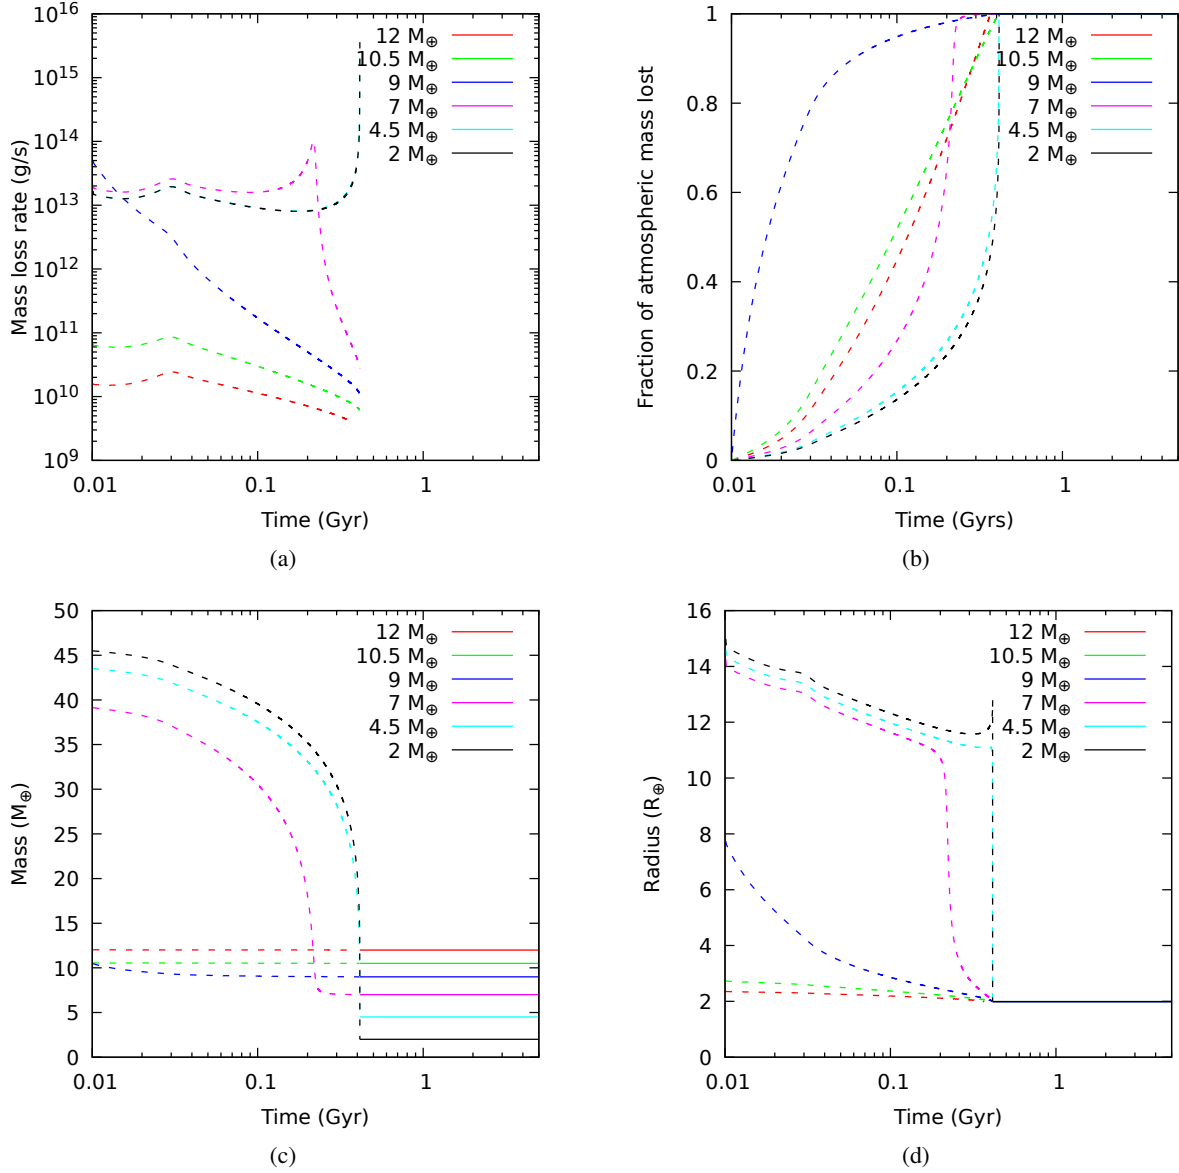 10^16
10^15
10^14
10^13
10^12
10^11
10^10
10^9
Mass loss rate (g/s)
12 M⊕
10.5 M⊕
9 M⊕
7 M⊕
4.5 M⊕
2 M⊕
0.01 0.1 1
Time (Gyr)
(a)
1
0.8
0.6
0.4
0.2
0
Fraction of atmospheric mass lost
12 M⊕
10.5 M⊕
9 M⊕
7 M⊕
4.5 M⊕
2 M⊕
0.01 0.1 1
Time (Gyrs)
(b)
50
45
40
35
30
25
20
15
10
5
0
Mass (M⊕)
12 M⊕
10.5 M⊕
9 M⊕
7 M⊕
4.5 M⊕
2 M⊕
0.01 0.1 1
Time (Gyr)
(c)
16
14
12
10
8
6
4
2
0
Radius (R⊕)
12 M⊕
10.5 M⊕
9 M⊕
7 M⊕
4.5 M⊕
2 M⊕
0.01 0.1 1
Time (Gyr)
(d)